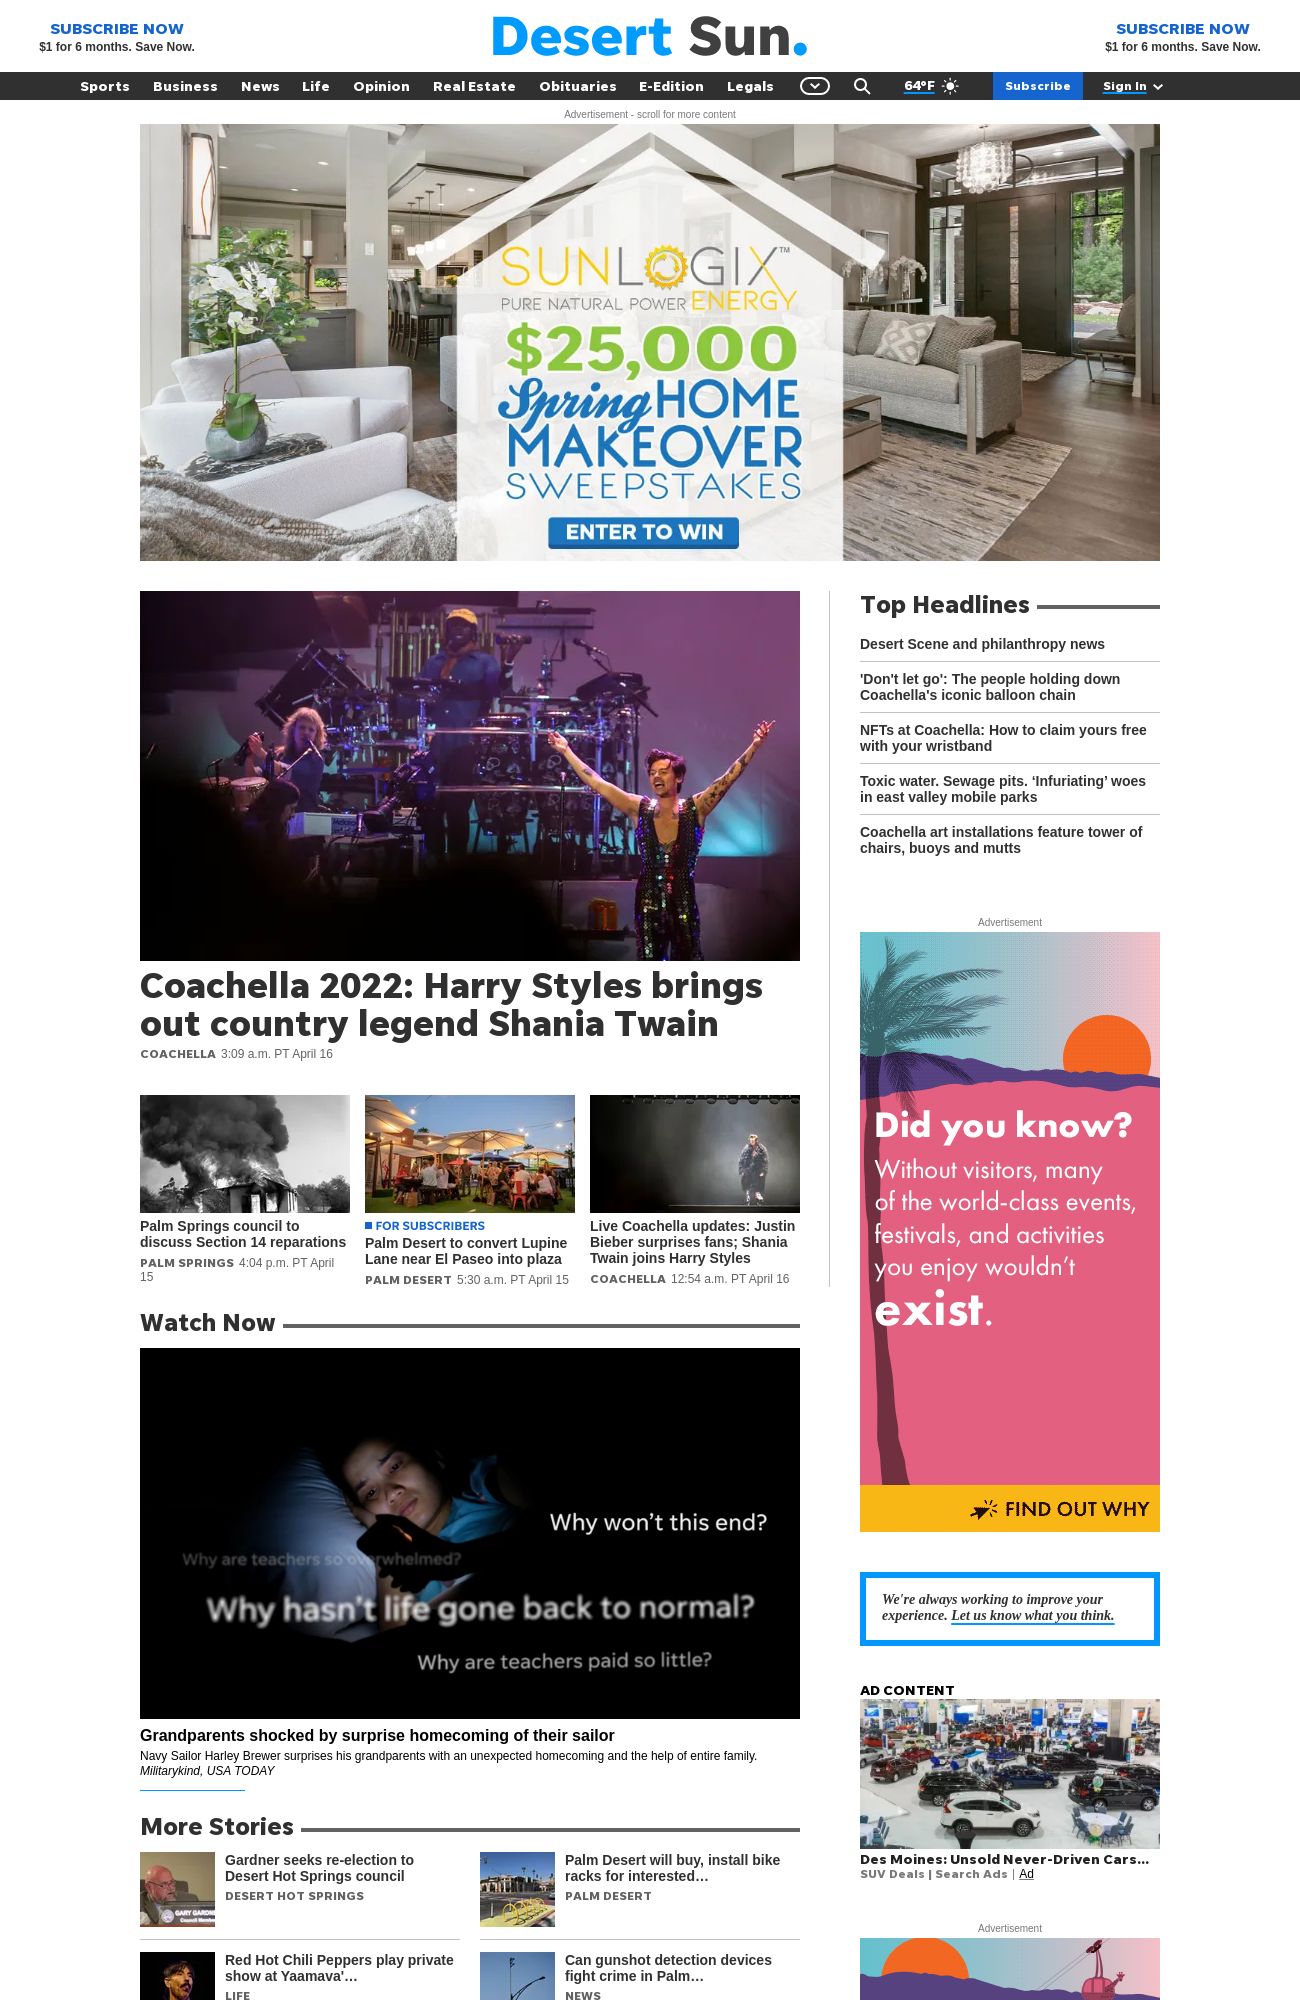 SUBSCRIBE NOW
$1 for 6 months. Save Now.
Desert Sun.
SUBSCRIBE NOW
$1 for 6 months. Save Now.
Sports Business News Life Opinion Real Estate Obituaries E-Edition Legals 64°F Subscribe Sign In
Advertisement - scroll for more content
SUNLOGIX™
PURE NATURAL POWER ENERGY
$25,000
Spring HOME
MAKEOVER
SWEEPSTAKES
ENTER TO WIN
Coachella 2022: Harry Styles brings
out country legend Shania Twain
COACHELLA 3:09 a.m. PT April 16
Palm Springs council to
discuss Section 14 reparations
PALM SPRINGS 4:04 p.m. PT April
15
FOR SUBSCRIBERS
Palm Desert to convert Lupine
Lane near El Paseo into plaza
PALM DESERT 5:30 a.m. PT April 15
Live Coachella updates: Justin
Bieber surprises fans; Shania
Twain joins Harry Styles
COACHELLA 12:54 a.m. PT April 16
Top Headlines
Desert Scene and philanthropy news
'Don't let go': The people holding down
Coachella's iconic balloon chain
NFTs at Coachella: How to claim yours free
with your wristband
Toxic water. Sewage pits. ‘Infuriating’ woes
in east valley mobile parks
Coachella art installations feature tower of
chairs, buoys and mutts
Advertisement
Did you know?
Without visitors, many
of the world-class events,
festivals, and activities
you enjoy wouldn’t
exist.
FIND OUT WHY
Watch Now
Why won’t this end?
Why are teachers so overwhelmed?
Why hasn’t life gone back to normal?
Why are teachers paid so little?
Grandparents shocked by surprise homecoming of their sailor
Navy Sailor Harley Brewer surprises his grandparents with an unexpected homecoming and the help of entire family.
Militarykind, USA TODAY
We're always working to improve your
experience. Let us know what you think.
AD CONTENT
Des Moines: Unsold Never-Driven Cars...
SUV Deals | Search Ads | Ad
Advertisement
More Stories
Gardner seeks re-election to
Desert Hot Springs council
DESERT HOT SPRINGS
Palm Desert will buy, install bike
racks for interested…
PALM DESERT
Red Hot Chili Peppers play private
show at Yaamava'…
LIFE
Can gunshot detection devices
fight crime in Palm…
NEWS